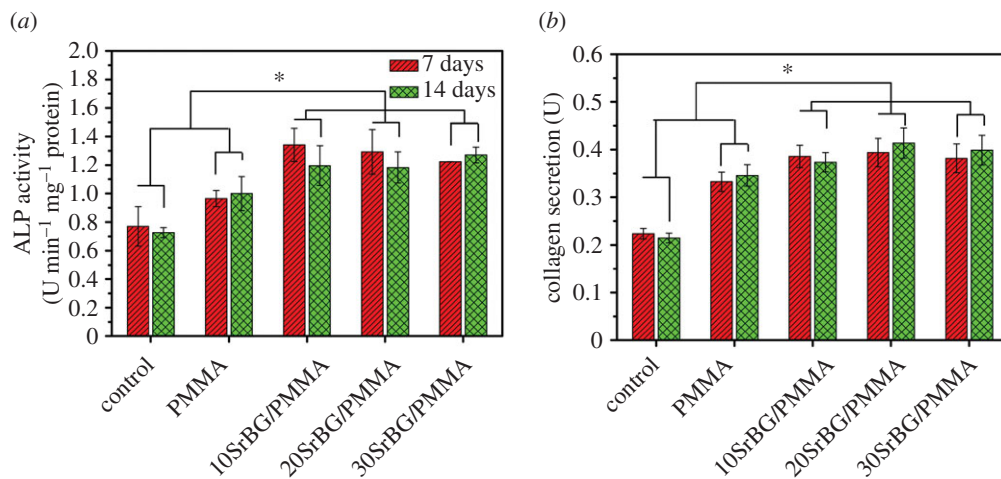 (a)
ALP activity
(U min⁻¹ mg⁻¹ protein)
2.0
1.8
1.6
1.4
1.2
1.0
0.8
0.6
0.4
0.2
0
*
7 days
14 days
control
PMMA
10SrBG/PMMA
20SrBG/PMMA
30SrBG/PMMA
(b)
collagen secretion (U)
0.6
0.5
0.4
0.3
0.2
0.1
0
*
control
PMMA
10SrBG/PMMA
20SrBG/PMMA
30SrBG/PMMA